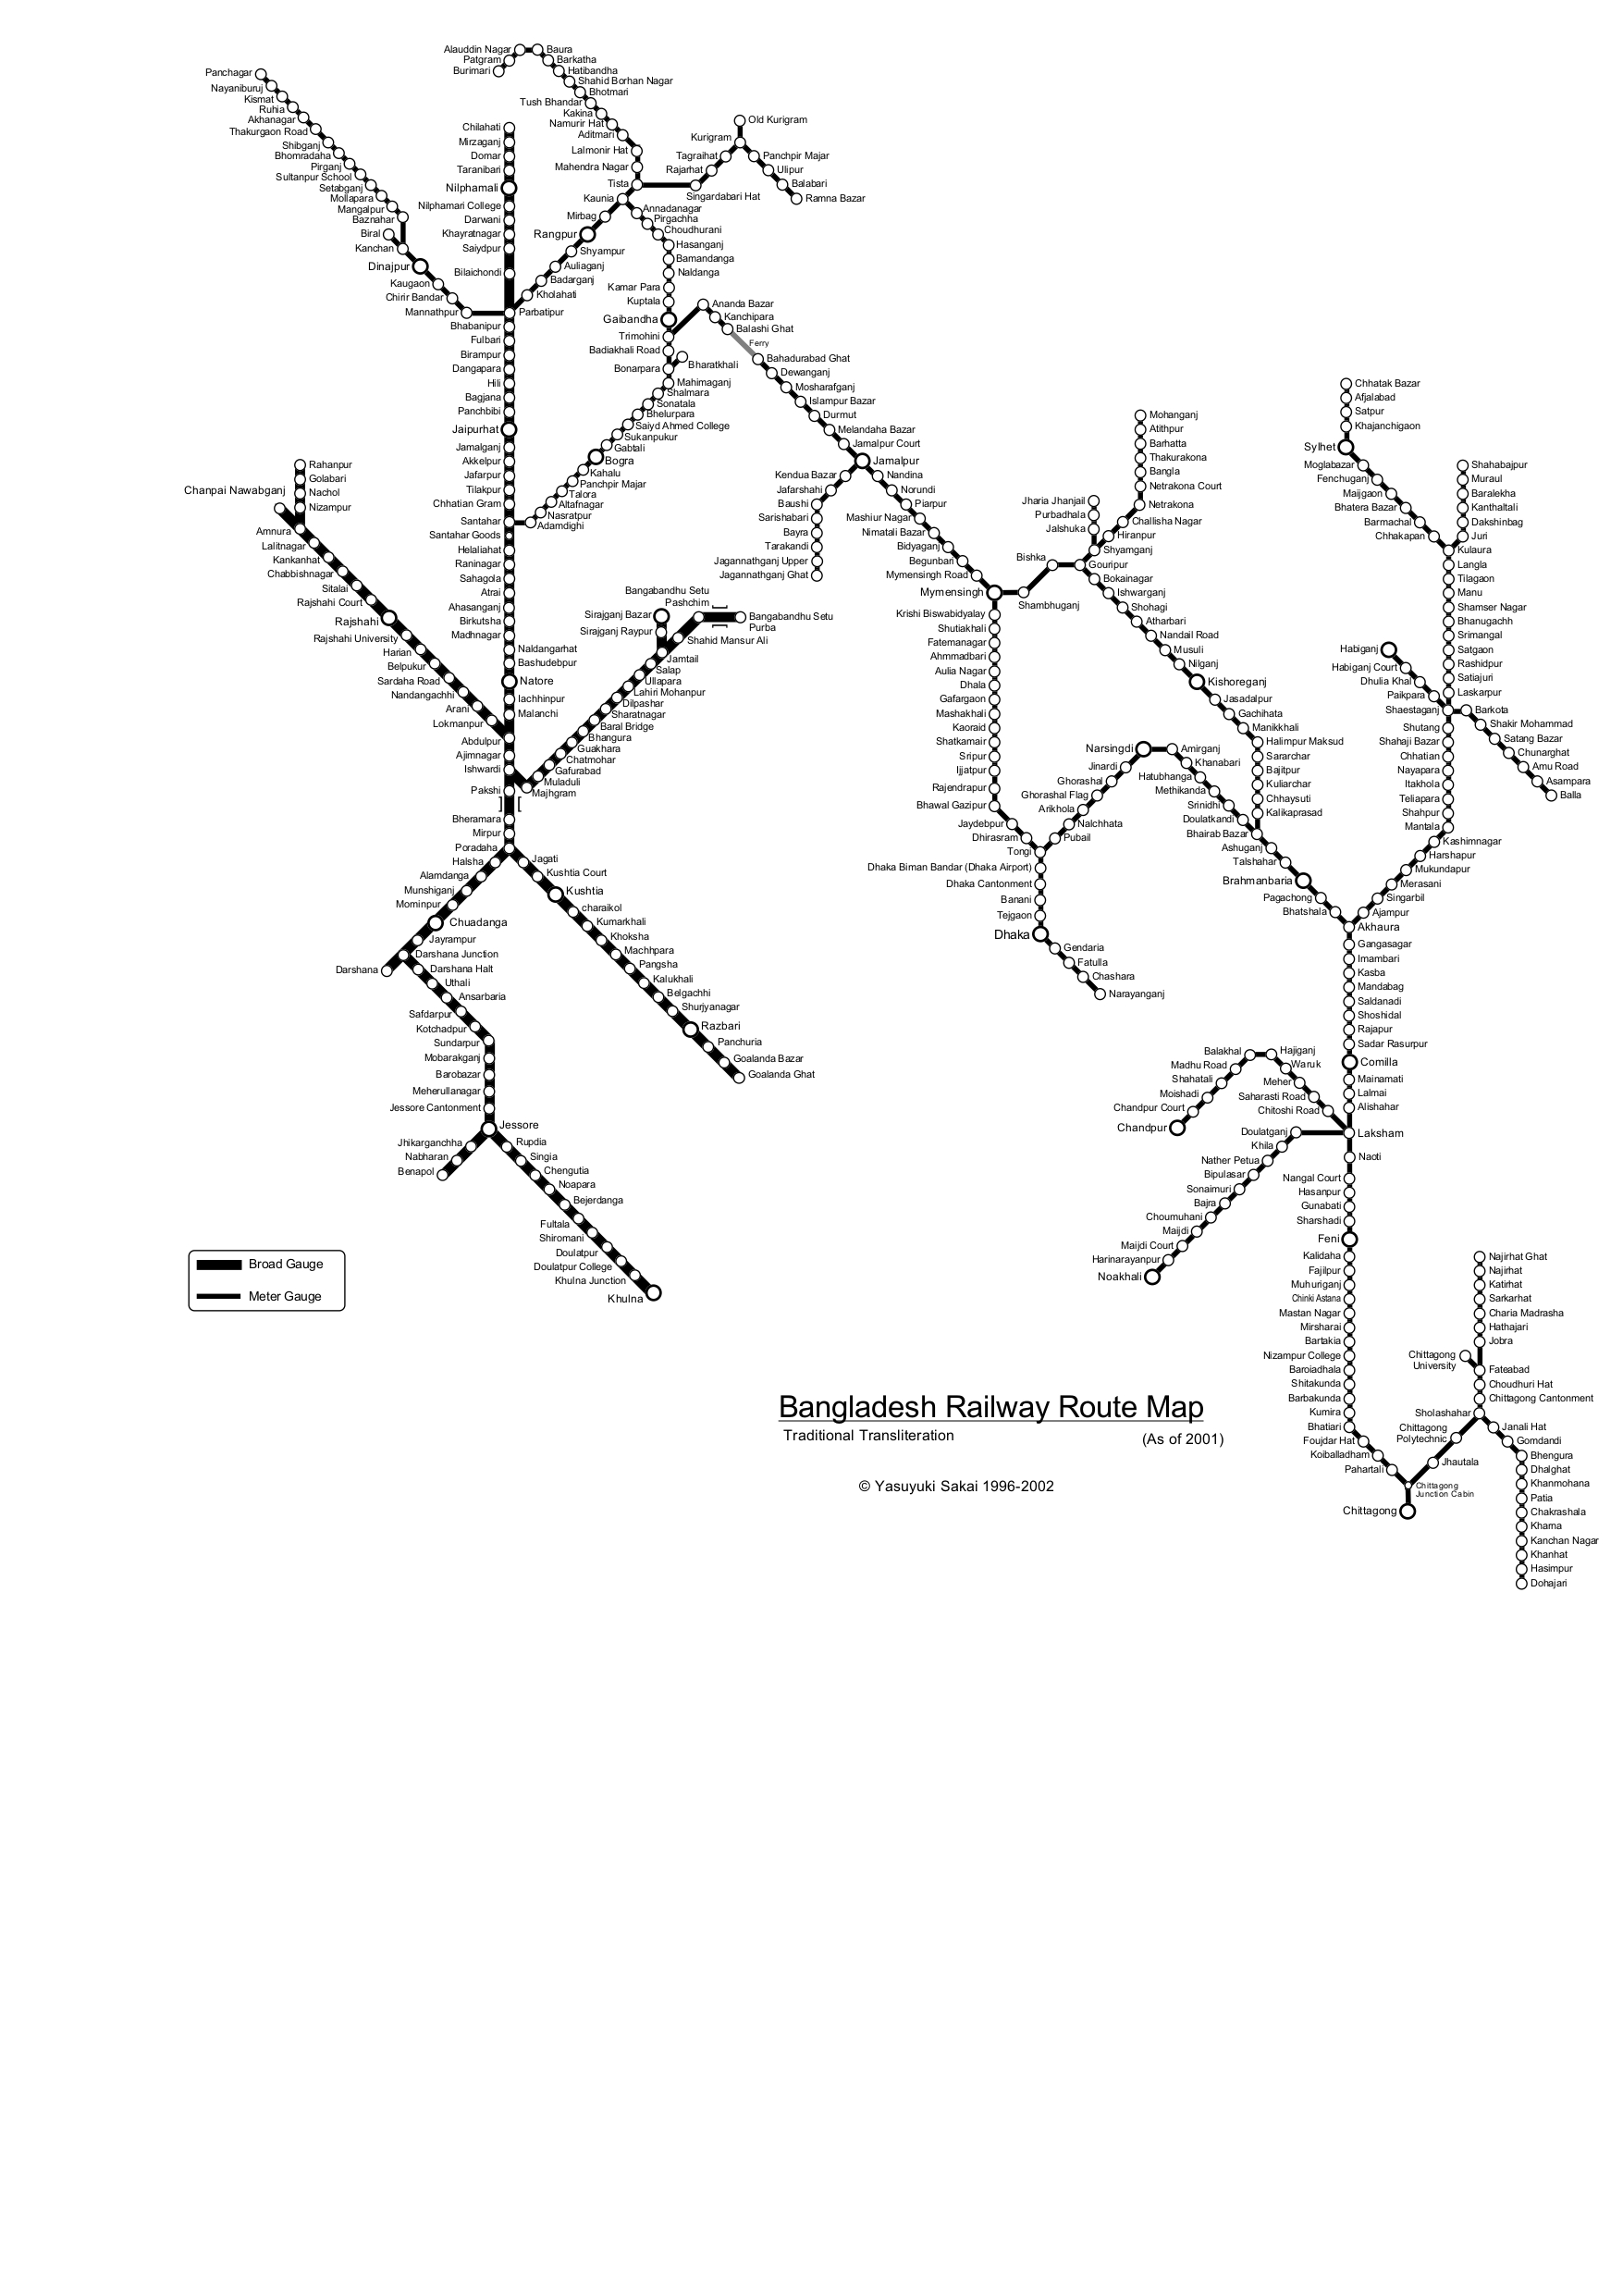 Panchagar
Nayaniburuj
Kismat
Ruhia
Akhanagar
Thakurgaon Road
Shibganj
Bhomradaha
Pirganj
Sultanpur School
Setabganj
Mollapara
Mangalpur
Baznahar
Biral
Kanchan
Dinajpur
Kaugaon
Chirir Bandar
Mannathpur
Alauddin Nagar
Patgram
Burimari
Baura
Barkatha
Hatibandha
Shahid Borhan Nagar
Bhotmari
Tush Bhandar
Kakina
Namurir Hat
Aditmari
Lalmonir Hat
Mahendra Nagar
Tista
Kaunia
Mirbag
Rangpur
Shyampur
Auliaganj
Badarganj
Kholahati
Parbatipur
Old Kurigram
Kurigram
Tagraihat
Rajarhat
Singardabari Hat
Panchpir Majar
Ulipur
Balabari
Ramna Bazar
Chilahati
Mirzaganj
Domar
Taranibari
Nilphamali
Nilphamari College
Darwani
Khayratnagar
Saiydpur
Bilaichondi
Bhabanipur
Fulbari
Birampur
Dangapara
Hili
Bagjana
Panchbibi
Jaipurhat
Jamalganj
Akkelpur
Jafarpur
Tilakpur
Chhatian Gram
Santahar
Santahar Goods
Helaliahat
Raninagar
Sahagola
Atrai
Ahasanganj
Birkutsha
Madhnagar
Naldangarhat
Bashudebpur
Natore
Iachhinpur
Malanchi
Abdulpur
Ajimnagar
Ishwardi
Pakshi
Bheramara
Mirpur
Poradaha
Annadanagar
Pirgachha
Choudhurani
Hasanganj
Bamandanga
Naldanga
Kamar Para
Kuptala
Gaibandha
Trimohini
Badiakhali Road
Bonarpara
Bharatkhali
Mahimaganj
Shalmara
Sonatala
Bhelurpara
Saiyd Ahmed College
Sukanpukur
Gabtali
Bogra
Kahalu
Panchpir Majar
Talora
Altafnagar
Nasratpur
Adamdighi
Ananda Bazar
Kanchipara
Balashi Ghat
Ferry
Bahadurabad Ghat
Dewanganj
Mosharafganj
Islampur Bazar
Durmut
Melandaha Bazar
Jamalpur Court
Jamalpur
Kendua Bazar
Jafarshahi
Baushi
Sarishabari
Bayra
Tarakandi
Jagannathganj Upper
Jagannathganj Ghat
Nandina
Norundi
Piarpur
Mashiur Nagar
Nimatali Bazar
Bidyaganj
Begunbari
Mymensingh Road
Mymensingh
Rahanpur
Golabari
Nachol
Nizampur
Chanpai Nawabganj
Amnura
Lalitnagar
Kankanhat
Chabbishnagar
Sitalai
Rajshahi Court
Rajshahi
Rajshahi University
Harian
Belpukur
Sardaha Road
Nandangachhi
Arani
Lokmanpur
Bangabandhu Setu
Pashchim
Sirajganj Bazar
Sirajganj Raypur
Bangabandhu Setu
Purba
Shahid Mansur Ali
Jamtail
Salap
Ullapara
Lahiri Mohanpur
Dilpashar
Sharatnagar
Baral Bridge
Bhangura
Guakhara
Chatmohar
Gafurabad
Muladuli
Majhgram
Halsha
Alamdanga
Munshiganj
Mominpur
Chuadanga
Jayrampur
Darshana Junction
Darshana
Darshana Halt
Uthali
Ansarbaria
Safdarpur
Kotchadpur
Sundarpur
Mobarakganj
Barobazar
Meherullanagar
Jessore Cantonment
Jessore
Jhikarganchha
Nabharan
Benapol
Rupdia
Singia
Chengutia
Noapara
Bejerdanga
Fultala
Shiromani
Doulatpur
Doulatpur College
Khulna Junction
Khulna
Jagati
Kushtia Court
Kushtia
charaikol
Kumarkhali
Khoksha
Machhpara
Pangsha
Kalukhali
Belgachhi
Shurjyanagar
Razbari
Panchuria
Goalanda Bazar
Goalanda Ghat
Mohanganj
Atithpur
Barhatta
Thakurakona
Bangla
Netrakona Court
Netrakona
Challisha Nagar
Hiranpur
Shyamganj
Jharia Jhanjail
Purbadhala
Jalshuka
Bishka
Gouripur
Shambhuganj
Bokainagar
Ishwarganj
Shohagi
Atharbari
Nandail Road
Musuli
Nilganj
Kishoreganj
Jasadalpur
Gachihata
Manikkhali
Halimpur Maksud
Sararchar
Bajitpur
Kuliarchar
Chhaysuti
Kalikaprasad
Krishi Biswabidyalay
Shutiakhali
Fatemanagar
Ahmmadbari
Aulia Nagar
Dhala
Gafargaon
Mashakhali
Kaoraid
Shatkamair
Sripur
Ijjatpur
Rajendrapur
Bhawal Gazipur
Jaydebpur
Dhirasram
Tongi
Dhaka Biman Bandar (Dhaka Airport)
Dhaka Cantonment
Banani
Tejgaon
Dhaka
Gendaria
Fatulla
Chashara
Narayanganj
Narsingdi
Jinardi
Ghorashal
Ghorashal Flag
Arikhola
Nalchhata
Pubail
Amirganj
Khanabari
Hatubhanga
Methikanda
Srinidhi
Doulatkandi
Bhairab Bazar
Ashuganj
Talshahar
Brahmanbaria
Pagachong
Bhatshala
Akhaura
Chhatak Bazar
Afjalabad
Satpur
Khajanchigaon
Sylhet
Moglabazar
Fenchuganj
Maijgaon
Bhatera Bazar
Barmachal
Chhakapan
Shahabajpur
Muraul
Baralekha
Kanthaltali
Dakshinbag
Juri
Kulaura
Langla
Tilagaon
Manu
Shamser Nagar
Bhanugachh
Srimangal
Satgaon
Rashidpur
Satiajuri
Laskarpur
Habiganj
Habiganj Court
Dhulia Khal
Paikpara
Shaestaganj
Barkota
Shakir Mohammad
Satang Bazar
Chunarghat
Amu Road
Asampara
Balla
Shutang
Shahaji Bazar
Chhatian
Nayapara
Itakhola
Teliapara
Shahpur
Mantala
Kashimnagar
Harshapur
Mukundapur
Merasani
Singarbil
Ajampur
Gangasagar
Imambari
Kasba
Mandabag
Saldanadi
Shoshidal
Rajapur
Sadar Rasurpur
Comilla
Mainamati
Lalmai
Alishahar
Laksham
Balakhal
Hajiganj
Madhu Road
Waruk
Shahatali
Meher
Moishadi
Saharasti Road
Chandpur Court
Chitoshi Road
Chandpur
Doulatganj
Khila
Nather Petua
Bipulasar
Sonaimuri
Bajra
Choumuhani
Maijdi
Maijdi Court
Harinarayanpur
Noakhali
Naoti
Nangal Court
Hasanpur
Gunabati
Sharshadi
Feni
Kalidaha
Fajilpur
Muhuriganj
Chinki Astana
Mastan Nagar
Mirsharai
Bartakia
Nizampur College
Baroiadhala
Shitakunda
Barbakunda
Kumira
Bhatiari
Foujdar Hat
Koiballadham
Pahartali
Chittagong
Junction Cabin
Chittagong
Najirhat Ghat
Najirhat
Katirhat
Sarkarhat
Charia Madrasha
Hathajari
Jobra
Chittagong
University
Fateabad
Choudhuri Hat
Chittagong Cantonment
Sholashahar
Chittagong
Polytechnic
Jhautala
Janali Hat
Gomdandi
Bhengura
Dhalghat
Khanmohana
Patia
Chakrashala
Khama
Kanchan Nagar
Khanhat
Hasimpur
Dohajari
Broad Gauge
Meter Gauge
Bangladesh Railway Route Map
Traditional Transliteration
(As of 2001)
© Yasuyuki Sakai 1996-2002